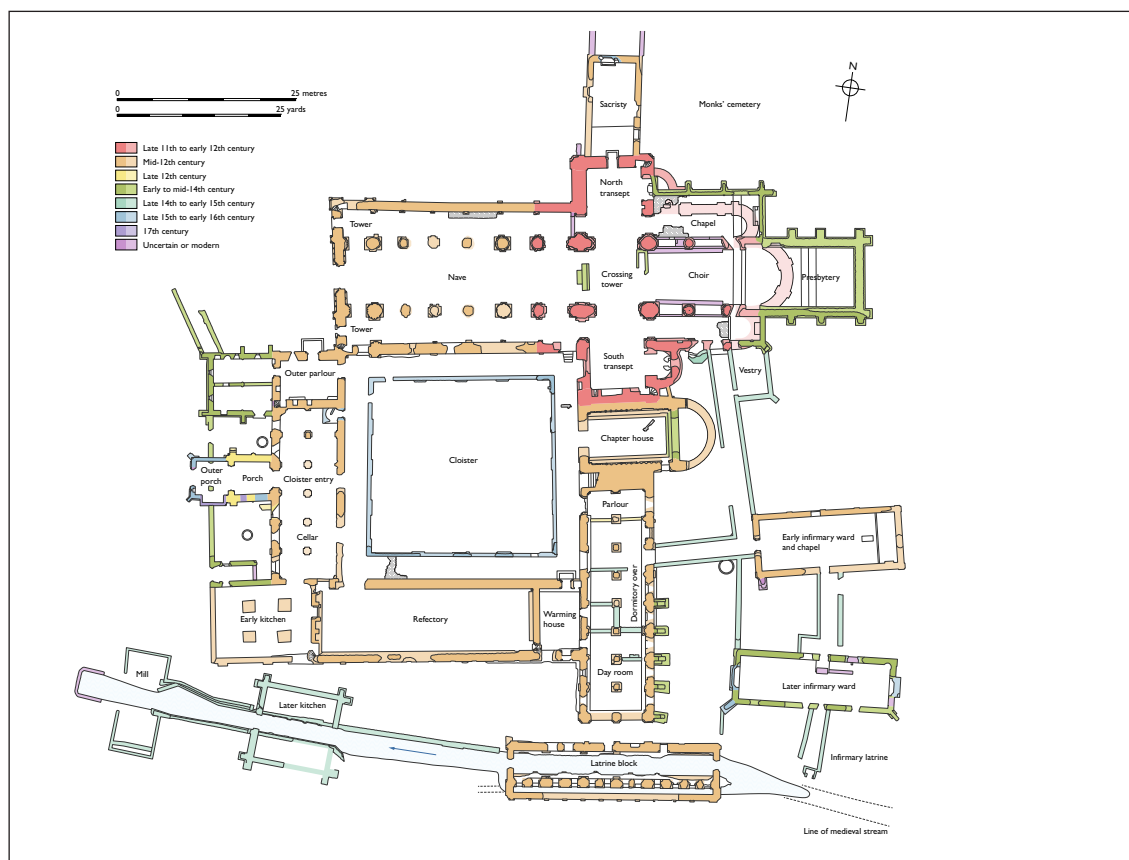 N
0
25 metres
0
25 yards
Late 11th to early 12th century
Mid-12th century
Late 12th century
Early to mid-14th century
Late 14th to early 15th century
Late 15th to early 16th century
17th century
Uncertain or modern
Sacristy
Monks' cemetery
North
transept
Tower
Chapel
Nave
Crossing
tower
Choir
Presbytery
Tower
South
transept
Vestry
Outer parlour
Chapter house
Cloister
Outer
porch
Porch
Cloister entry
Parlour
Cellar
Early infirmary ward
and chapel
Dormitory over
Early kitchen
Refectory
Warming
house
Mill
Day room
Later kitchen
Later infirmary ward
Latrine block
Infirmary latrine
Line of medieval stream